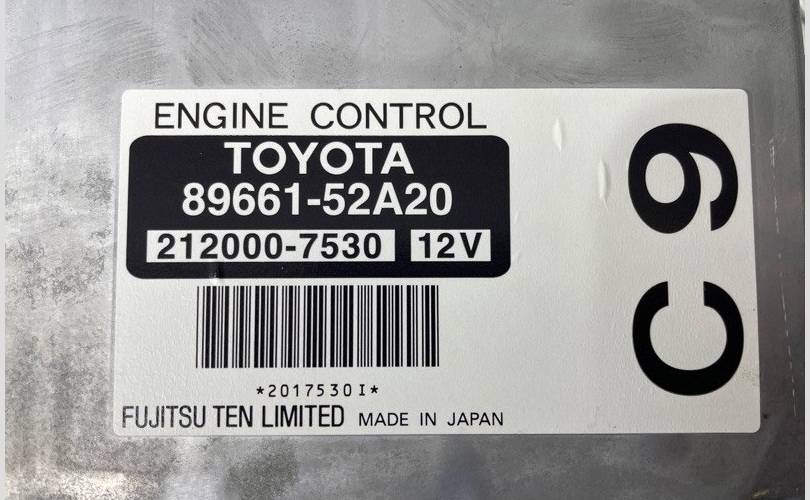 ENGINE CONTROL
TOYOTA
89661-52A20
212000-7530 12V
*2017530I*
FUJITSU TEN LIMITED MADE IN JAPAN
C9